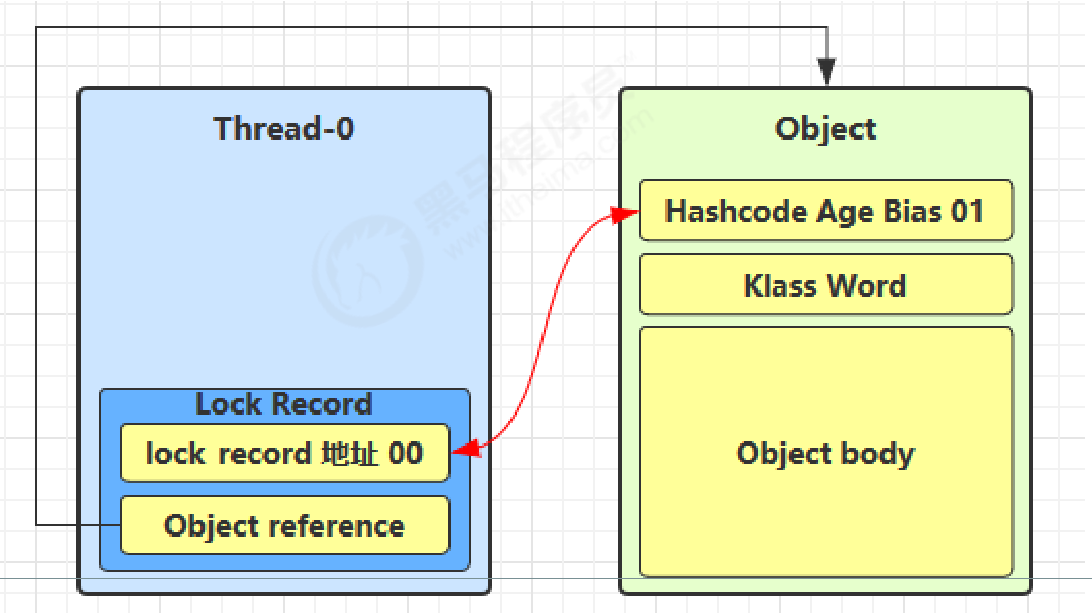 Thread-0
Lock Record
lock record 地址 00
Object reference
Object
Hashcode Age Bias 01
Klass Word
Object body
黑马程序员
www.itheima.com